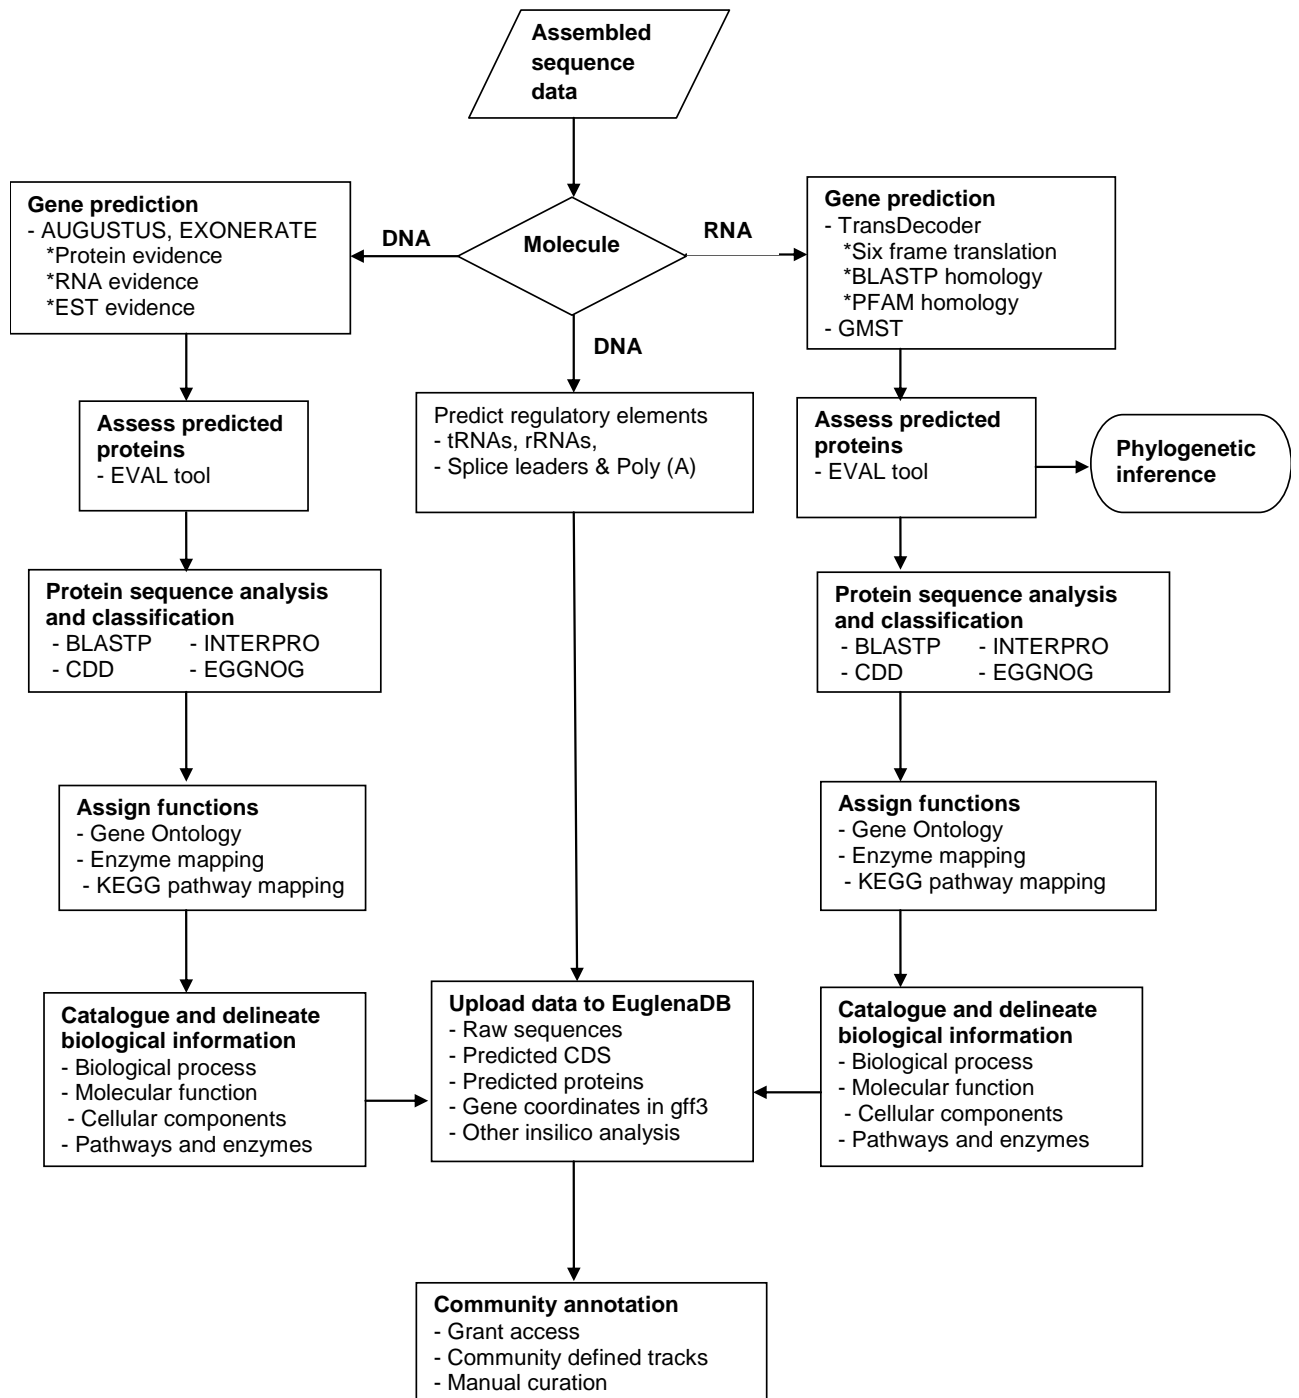 Assembled
sequence
data
Molecule
DNA
RNA
DNA
Gene prediction
- AUGUSTUS, EXONERATE
*Protein evidence
*RNA evidence
*EST evidence
Assess predicted
proteins
- EVAL tool
Protein sequence analysis
and classification
- BLASTP - INTERPRO
- CDD - EGGNOG
Assign functions
- Gene Ontology
- Enzyme mapping
- KEGG pathway mapping
Catalogue and delineate
biological information
- Biological process
- Molecular function
- Cellular components
- Pathways and enzymes
Predict regulatory elements
- tRNAs, rRNAs,
- Splice leaders & Poly (A)
Upload data to EuglenaDB
- Raw sequences
- Predicted CDS
- Predicted proteins
- Gene coordinates in gff3
- Other insilico analysis
Community annotation
- Grant access
- Community defined tracks
- Manual curation
Gene prediction
- TransDecoder
*Six frame translation
*BLASTP homology
*PFAM homology
- GMST
Assess predicted
proteins
- EVAL tool
Phylogenetic
inference
Protein sequence analysis
and classification
- BLASTP - INTERPRO
- CDD - EGGNOG
Assign functions
- Gene Ontology
- Enzyme mapping
- KEGG pathway mapping
Catalogue and delineate
biological information
- Biological process
- Molecular function
- Cellular components
- Pathways and enzymes